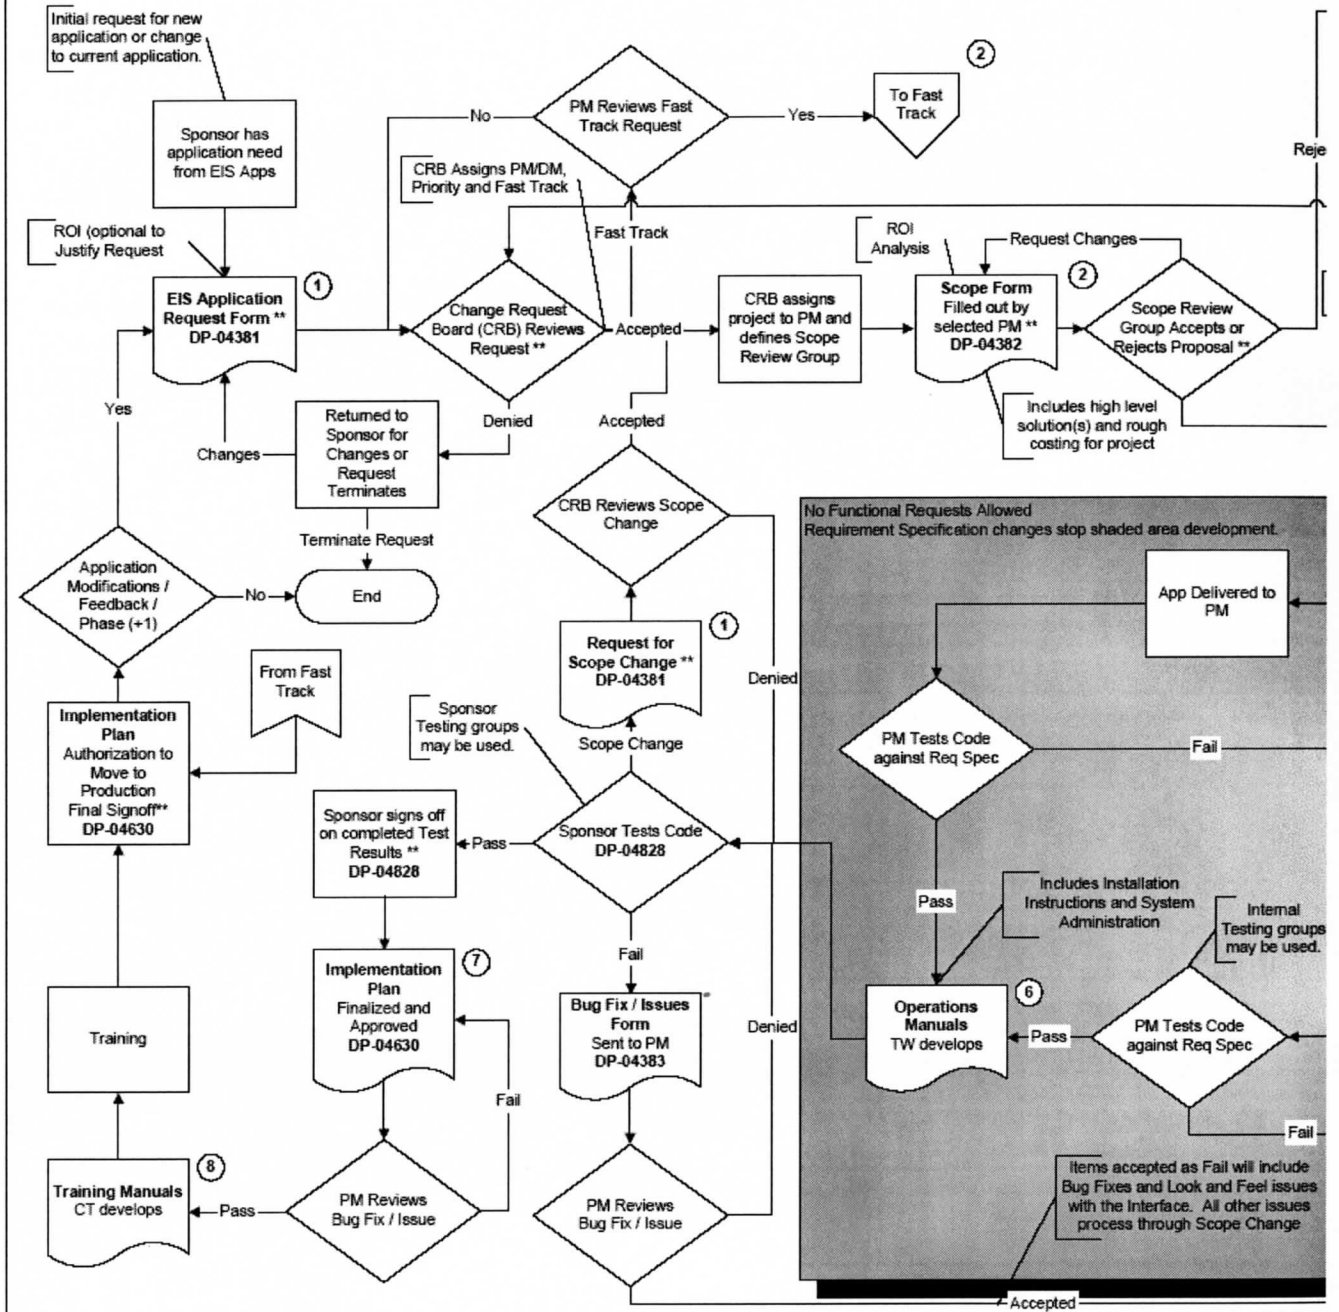 Initial request for new
application or change
to current application.
2
PM Reviews Fast
Track Request
No
Yes
To Fast
Track
Sponsor has
application need
from EIS Apps
CRB Assigns PM/DM,
Priority and Fast Track
Reje
ROI (optional to
Justify Request
Fast Track
ROI
Analysis
Request Changes
1
EIS Application
Request Form **
DP-04381
Change Request
Board (CRB) Reviews
Request **
Accepted
CRB assigns
project to PM and
defines Scope
Review Group
2
Scope Form
Filled out by
selected PM **
DP-04382
Scope Review
Group Accepts or
Rejects Proposal **
Yes
Changes
Returned to
Sponsor for
Changes or
Request
Terminates
Denied
Accepted
Includes high level
solution(s) and rough
costing for project
CRB Reviews Scope
Change
No Functional Requests Allowed
Requirement Specification changes stop shaded area development.
Terminate Request
Application
Modifications /
Feedback /
Phase (+1)
No
End
App Delivered to
PM
1
Request for
Scope Change **
DP-04381
From Fast
Track
Denied
Implementation
Plan
Authorization to
Move to
Production
Final Signoff**
DP-04630
Sponsor
Testing groups
may be used.
Scope Change
PM Tests Code
against Req Spec
Fail
Sponsor signs off
on completed Test
Results **
DP-04828
Pass
Sponsor Tests Code
DP-04828
Pass
Includes Installation
Instructions and System
Administration
Internal
Testing groups
may be used.
Fail
7
Implementation
Plan
Finalized and
Approved
DP-04630
Bug Fix / Issues
Form
Sent to PM
DP-04383
Denied
6
Operations
Manuals
TW develops
Pass
PM Tests Code
against Req Spec
Training
Fail
Fail
8
Training Manuals
CT develops
Pass
PM Reviews
Bug Fix / Issue
PM Reviews
Bug Fix / Issue
Items accepted as Fail will include
Bug Fixes and Look and Feel issues
with the Interface. All other issues
process through Scope Change
Accepted